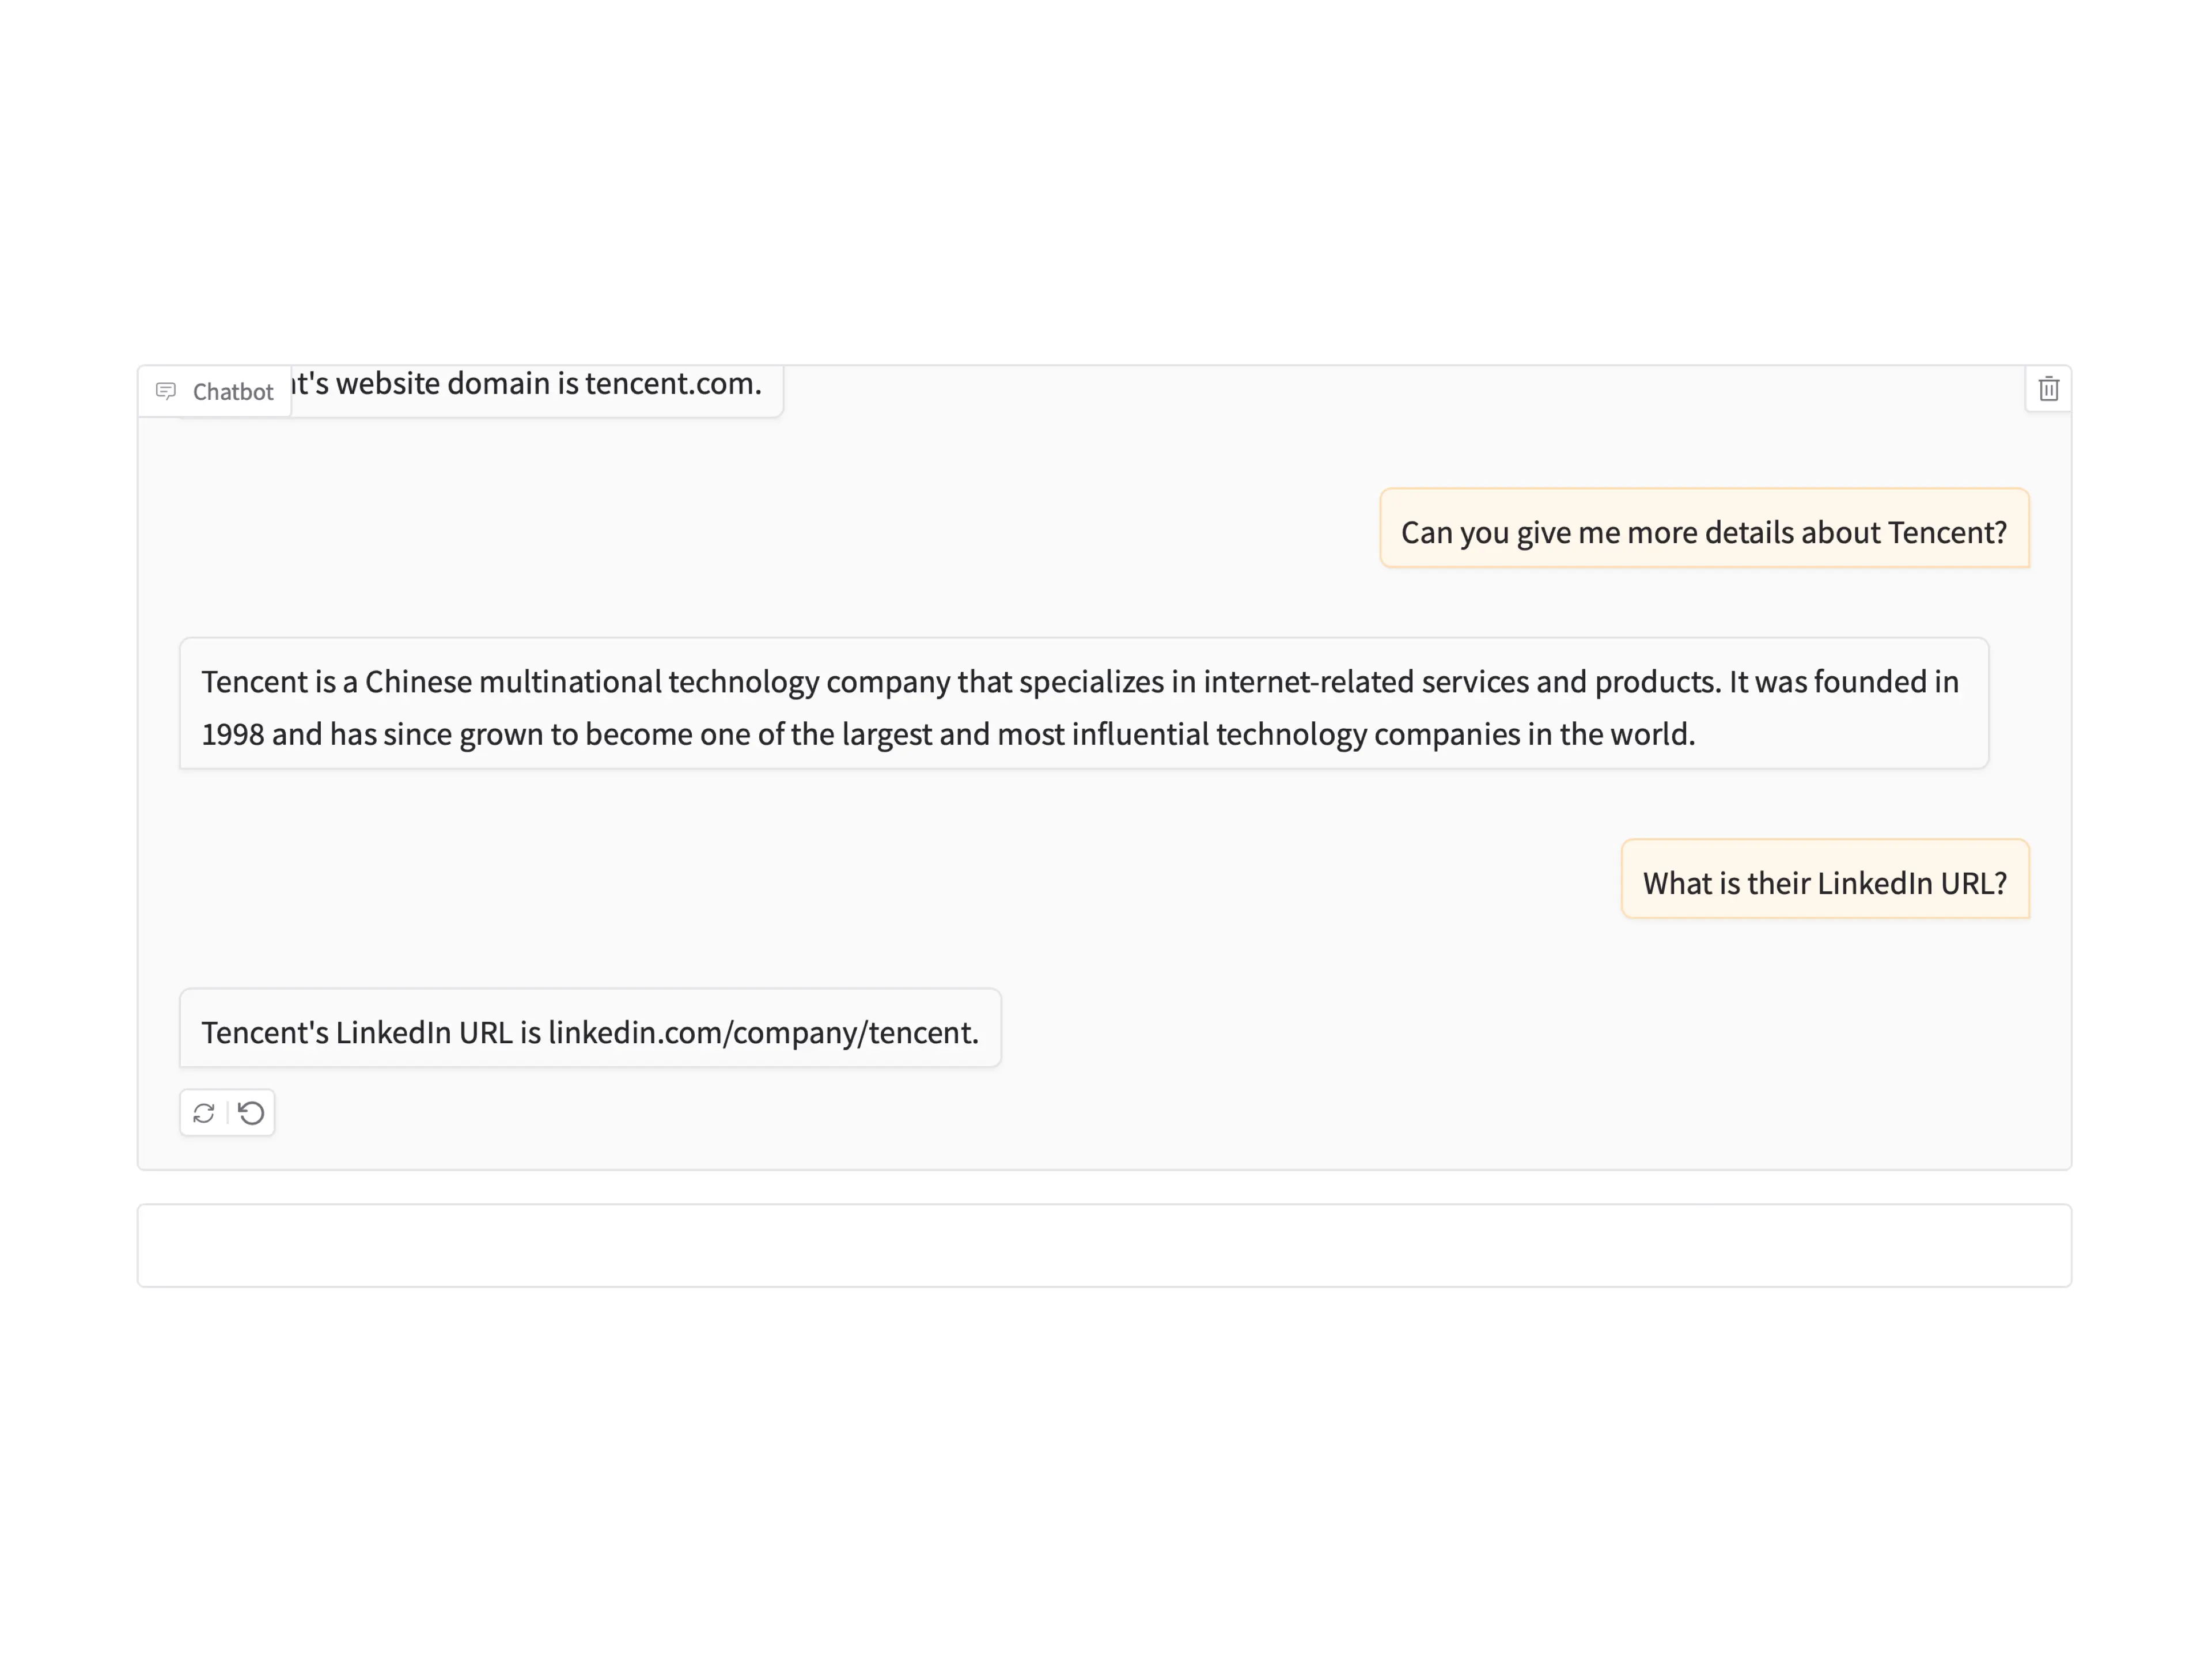 Chatbot
t's website domain is tencent.com.
Can you give me more details about Tencent?
Tencent is a Chinese multinational technology company that specializes in internet-related services and products. It was founded in
1998 and has since grown to become one of the largest and most influential technology companies in the world.
What is their LinkedIn URL?
Tencent's LinkedIn URL is linkedin.com/company/tencent.